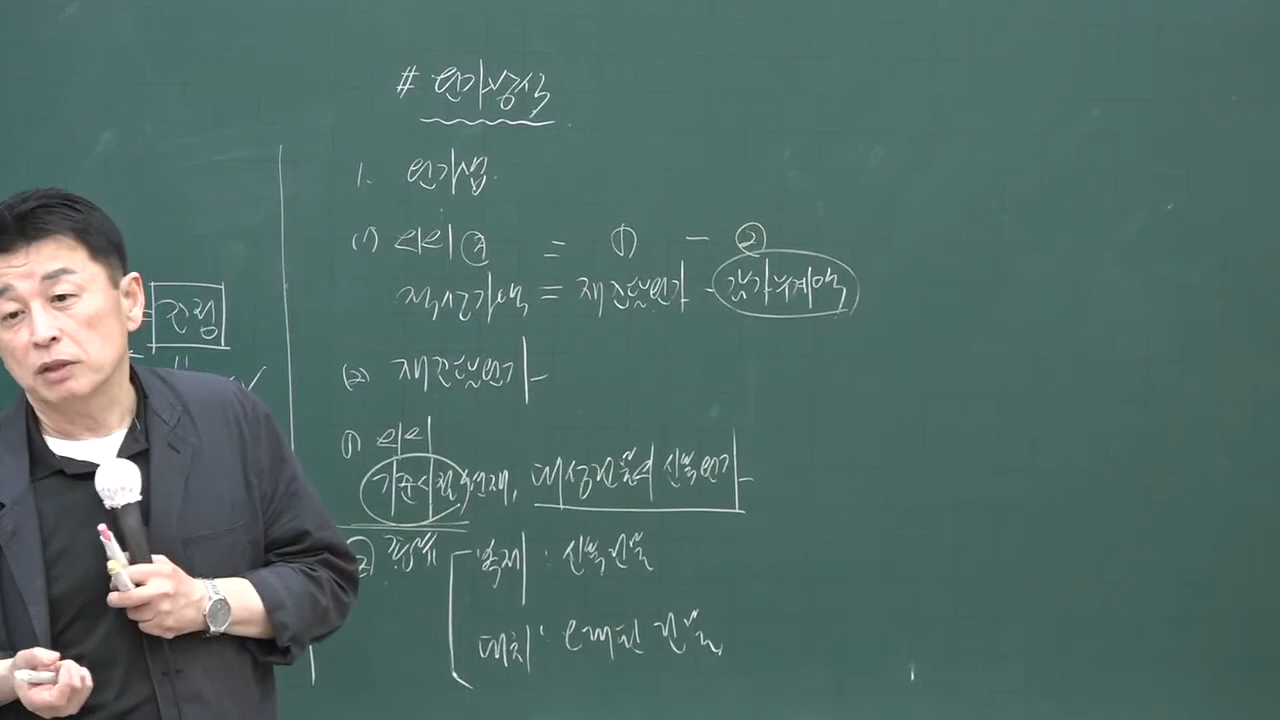 # 원가방식
1. 원가법
(1) 의의 ③ = ① - ②
적산가액 = 재조달원가 - 감가누계액
(2) 재조달원가
① 의의
기준시점 현재, 대상건물의 신축원가
② 종류
복제 : 신축건물
대치 : 오래된 건물
조정